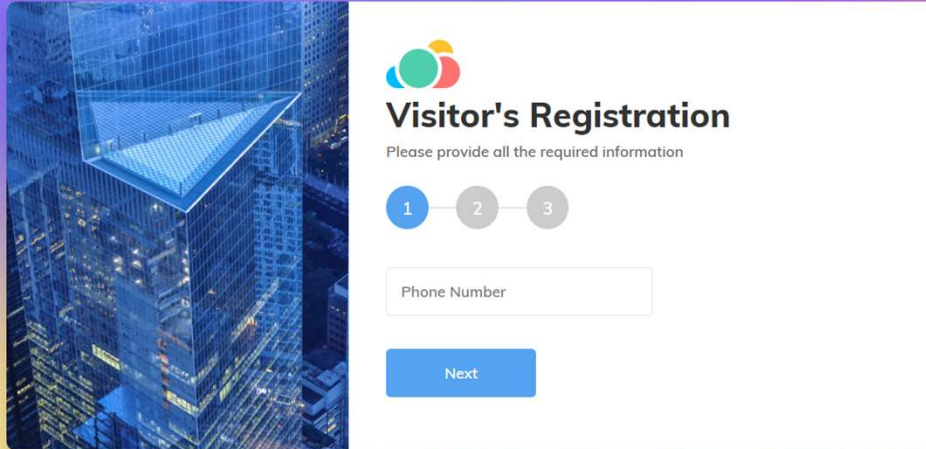 Visitor's Registration
Please provide all the required information
1 2 3
Phone Number
Next